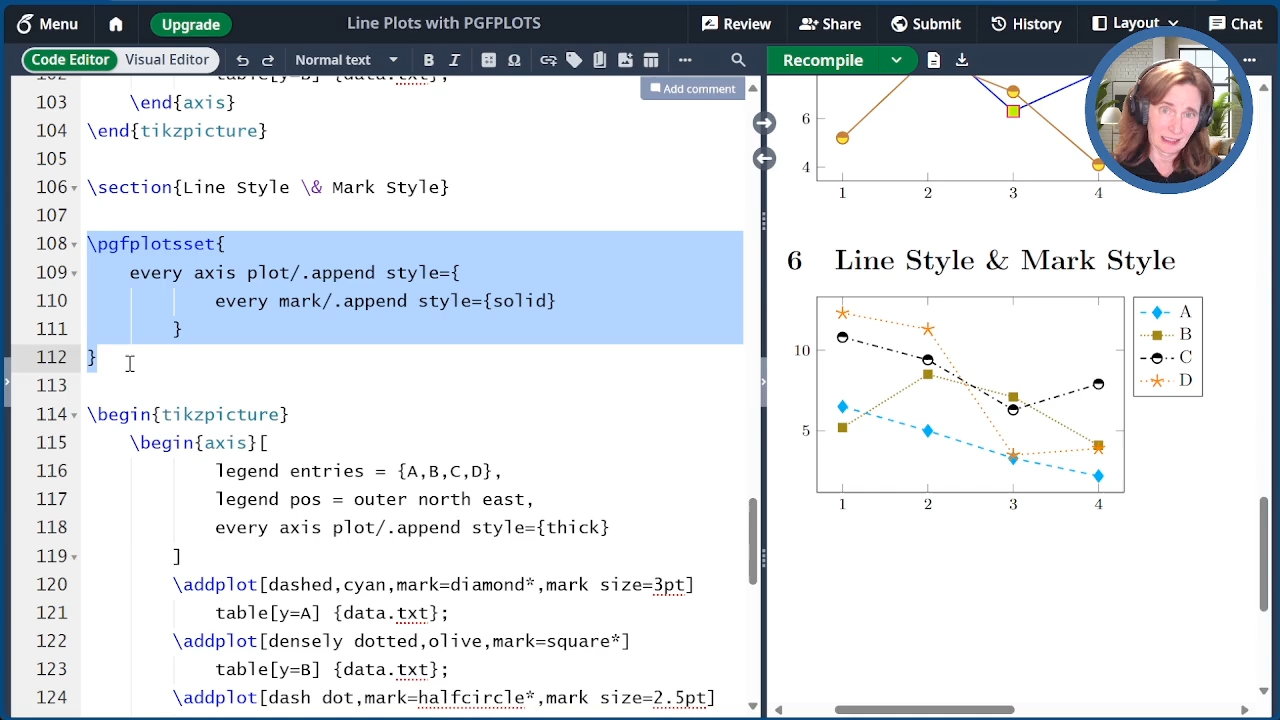 Menu
Upgrade
Line Plots with PGFPLOTS
Review
Share
Submit
History
Layout
Chat
Code Editor
Visual Editor
Normal text
B
I
Ω
Recompile
Add comment
102 table[y=B] {data.txt};
103 \end{axis}
104 \end{tikzpicture}
105
106 \section{Line Style \& Mark Style}
107
108 \pgfplotsset{
109 every axis plot/.append style={
110 every mark/.append style={solid}
111 }
112 }
113
114 \begin{tikzpicture}
115 \begin{axis}[
116 legend entries = {A,B,C,D},
117 legend pos = outer north east,
118 every axis plot/.append style={thick}
119 ]
120 \addplot[dashed,cyan,mark=diamond*,mark size=3pt]
121 table[y=A] {data.txt};
122 \addplot[densely dotted,olive,mark=square*]
123 table[y=B] {data.txt};
124 \addplot[dash dot,mark=halfcircle*,mark size=2.5pt]
6
4
1 2 3 4
6 Line Style & Mark Style
10
5
1 2 3 4
A
B
C
D